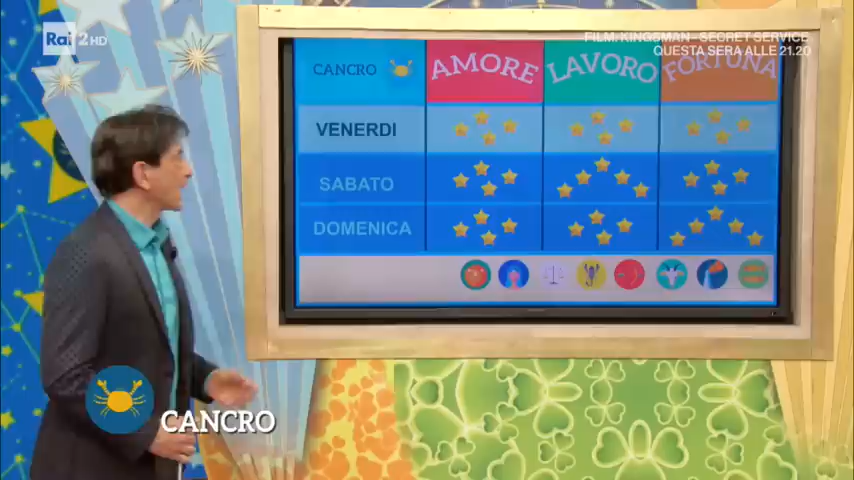 Rai 2 HD
FILM: KINGSMAN - SECRET SERVICE
QUESTA SERA ALLE 21.20
CANCRO
AMORE
LAVORO
FORTUNA
VENERDI
SABATO
DOMENICA
CANCRO